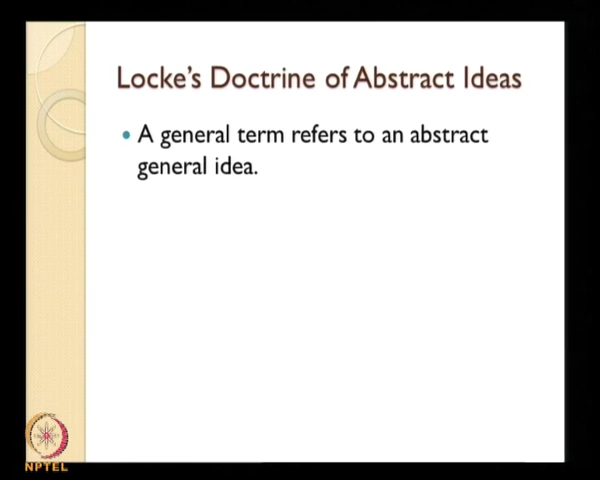 Locke's Doctrine of Abstract Ideas
• A general term refers to an abstract
general idea.
NPTEL